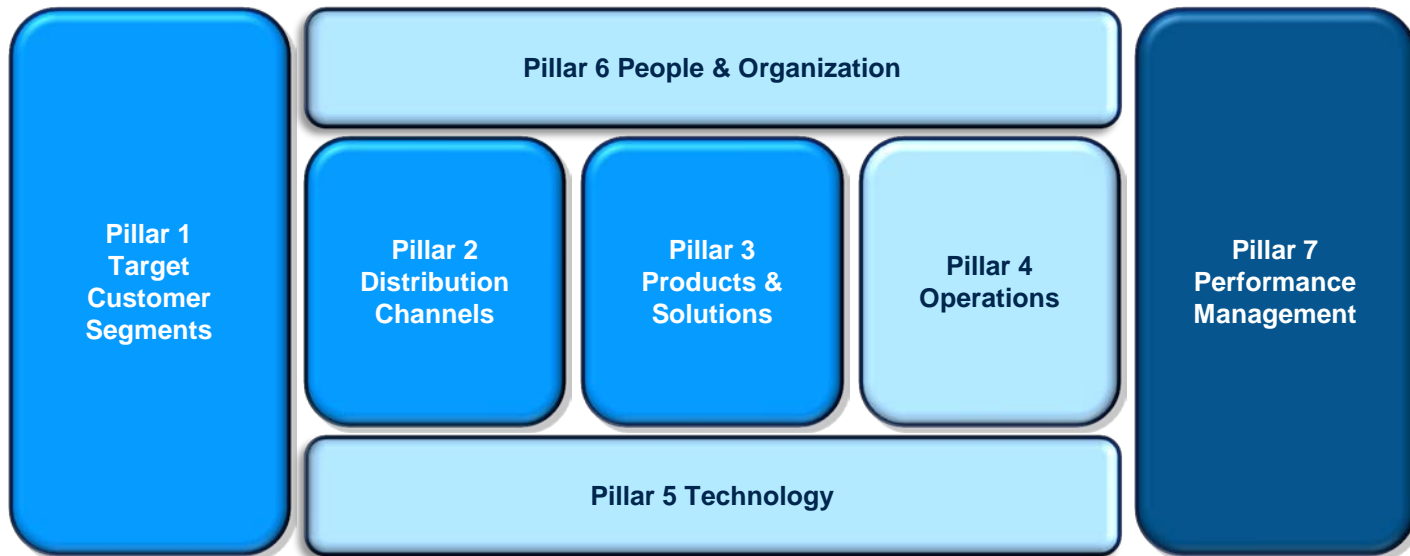 Pillar 6 People & Organization
Pillar 1
Target
Customer
Segments
Pillar 2
Distribution
Channels
Pillar 3
Products &
Solutions
Pillar 4
Operations
Pillar 7
Performance
Management
Pillar 5 Technology